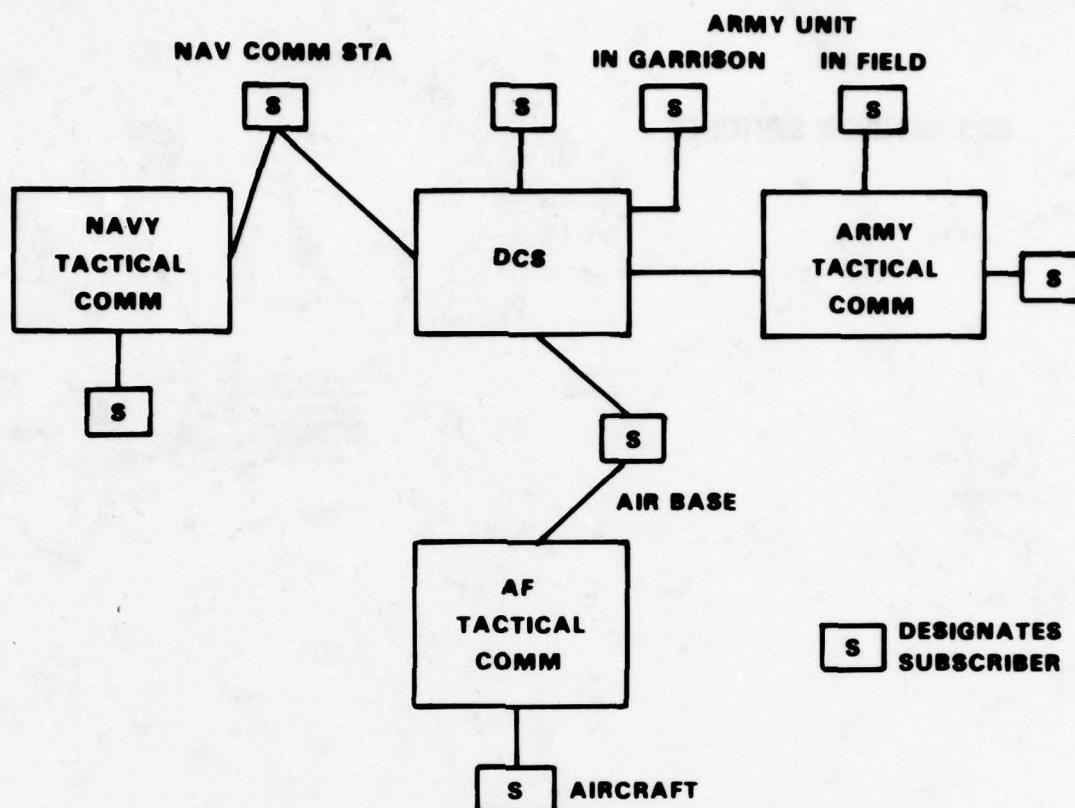 ARMY UNIT
NAV COMM STA
IN GARRISON
IN FIELD
S
S
S
S
NAVY
TACTICAL
COMM
DCS
ARMY
TACTICAL
COMM
S
S
S
AIR BASE
AF
TACTICAL
COMM
S
DESIGNATES
SUBSCRIBER
S
AIRCRAFT